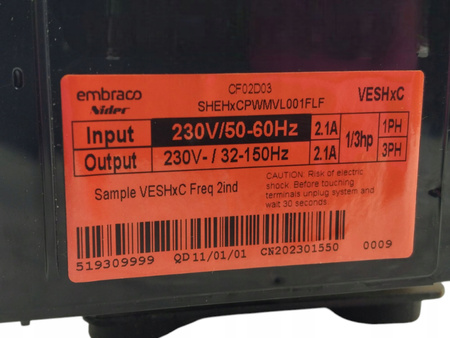 embraco
Nidec
CF02D03
SHEHxCPWMVL001FLF
VESHxC
Input 230V/50-60Hz 2.1A 1/3hp 1PH
Output 230V- / 32-150Hz 2.1A 3PH
Sample VESHxC Freq 2ind
CAUTION: Risk of electric
shock. Before touching
terminals unplug system and
wait 30 seconds.
519309999 QD 11/01/01 CN202301550 0009